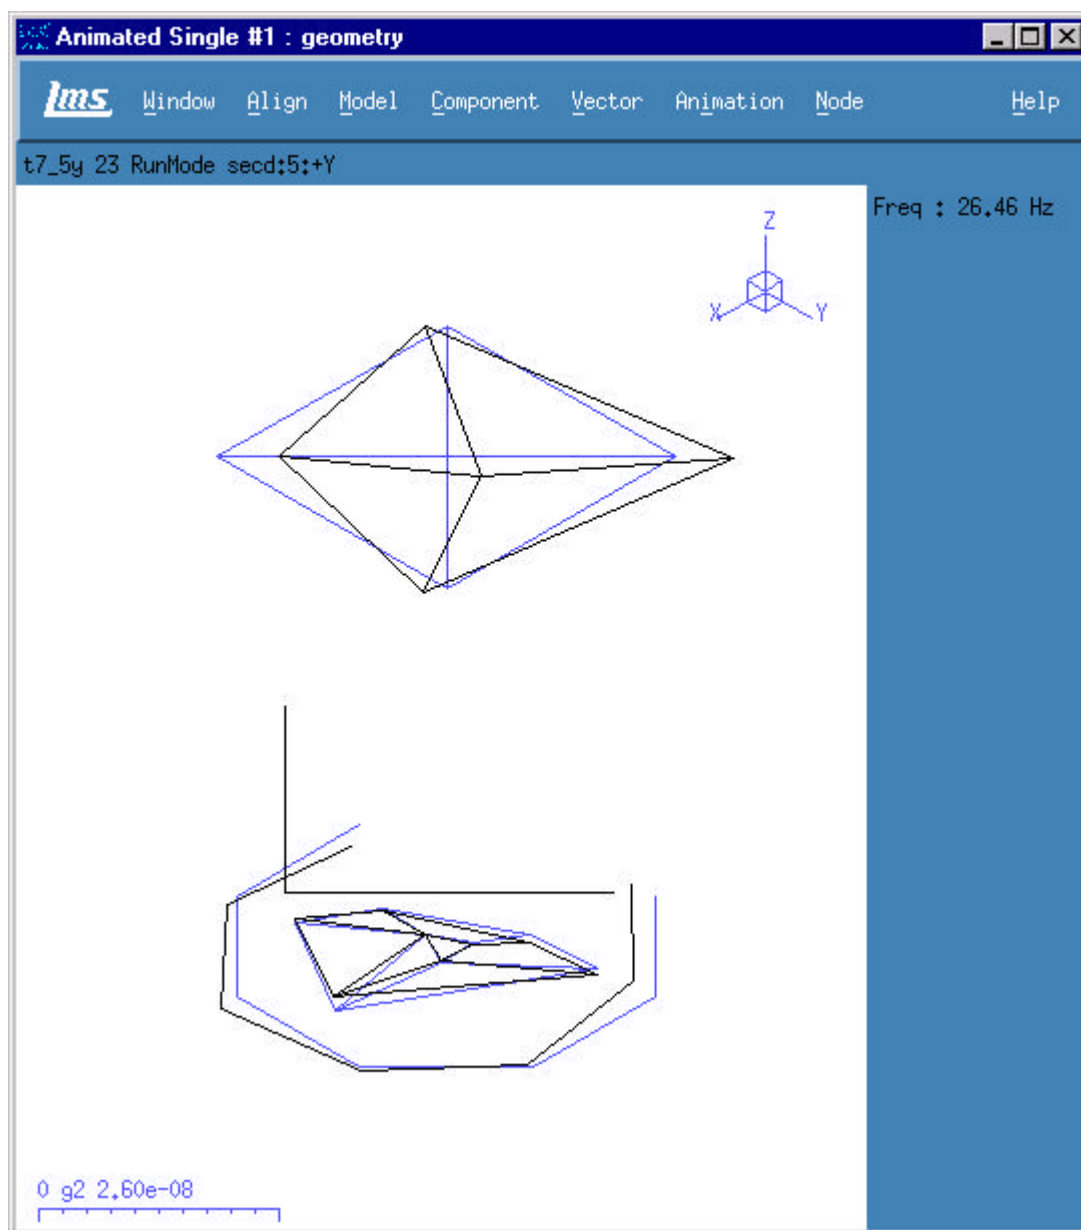 Animated Single #1 : geometry
lms Window Align Model Component Vector Animation Node Help
t7_5y 23 RunMode secd:5:+Y
Freq : 26.46 Hz
Z
X Y
0 g2 2.60e-08